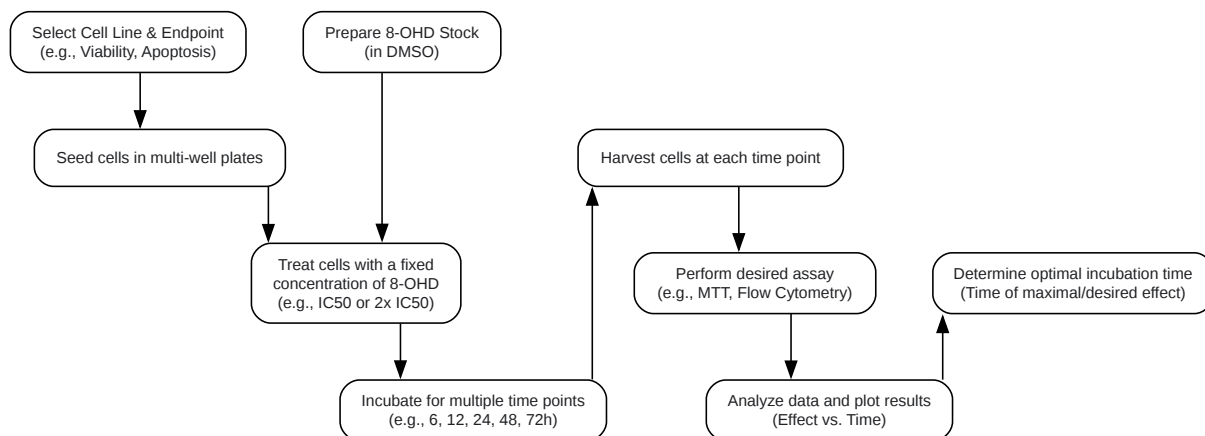 Select Cell Line & Endpoint
(e.g., Viability, Apoptosis)
Prepare 8-OHD Stock
(in DMSO)
Seed cells in multi-well plates
Harvest cells at each time point
Treat cells with a fixed
concentration of 8-OHD
(e.g., IC50 or 2x IC50)
Perform desired assay
(e.g., MTT, Flow Cytometry)
Determine optimal incubation time
(Time of maximal/desired effect)
Incubate for multiple time points
(e.g., 6, 12, 24, 48, 72h)
Analyze data and plot results
(Effect vs. Time)